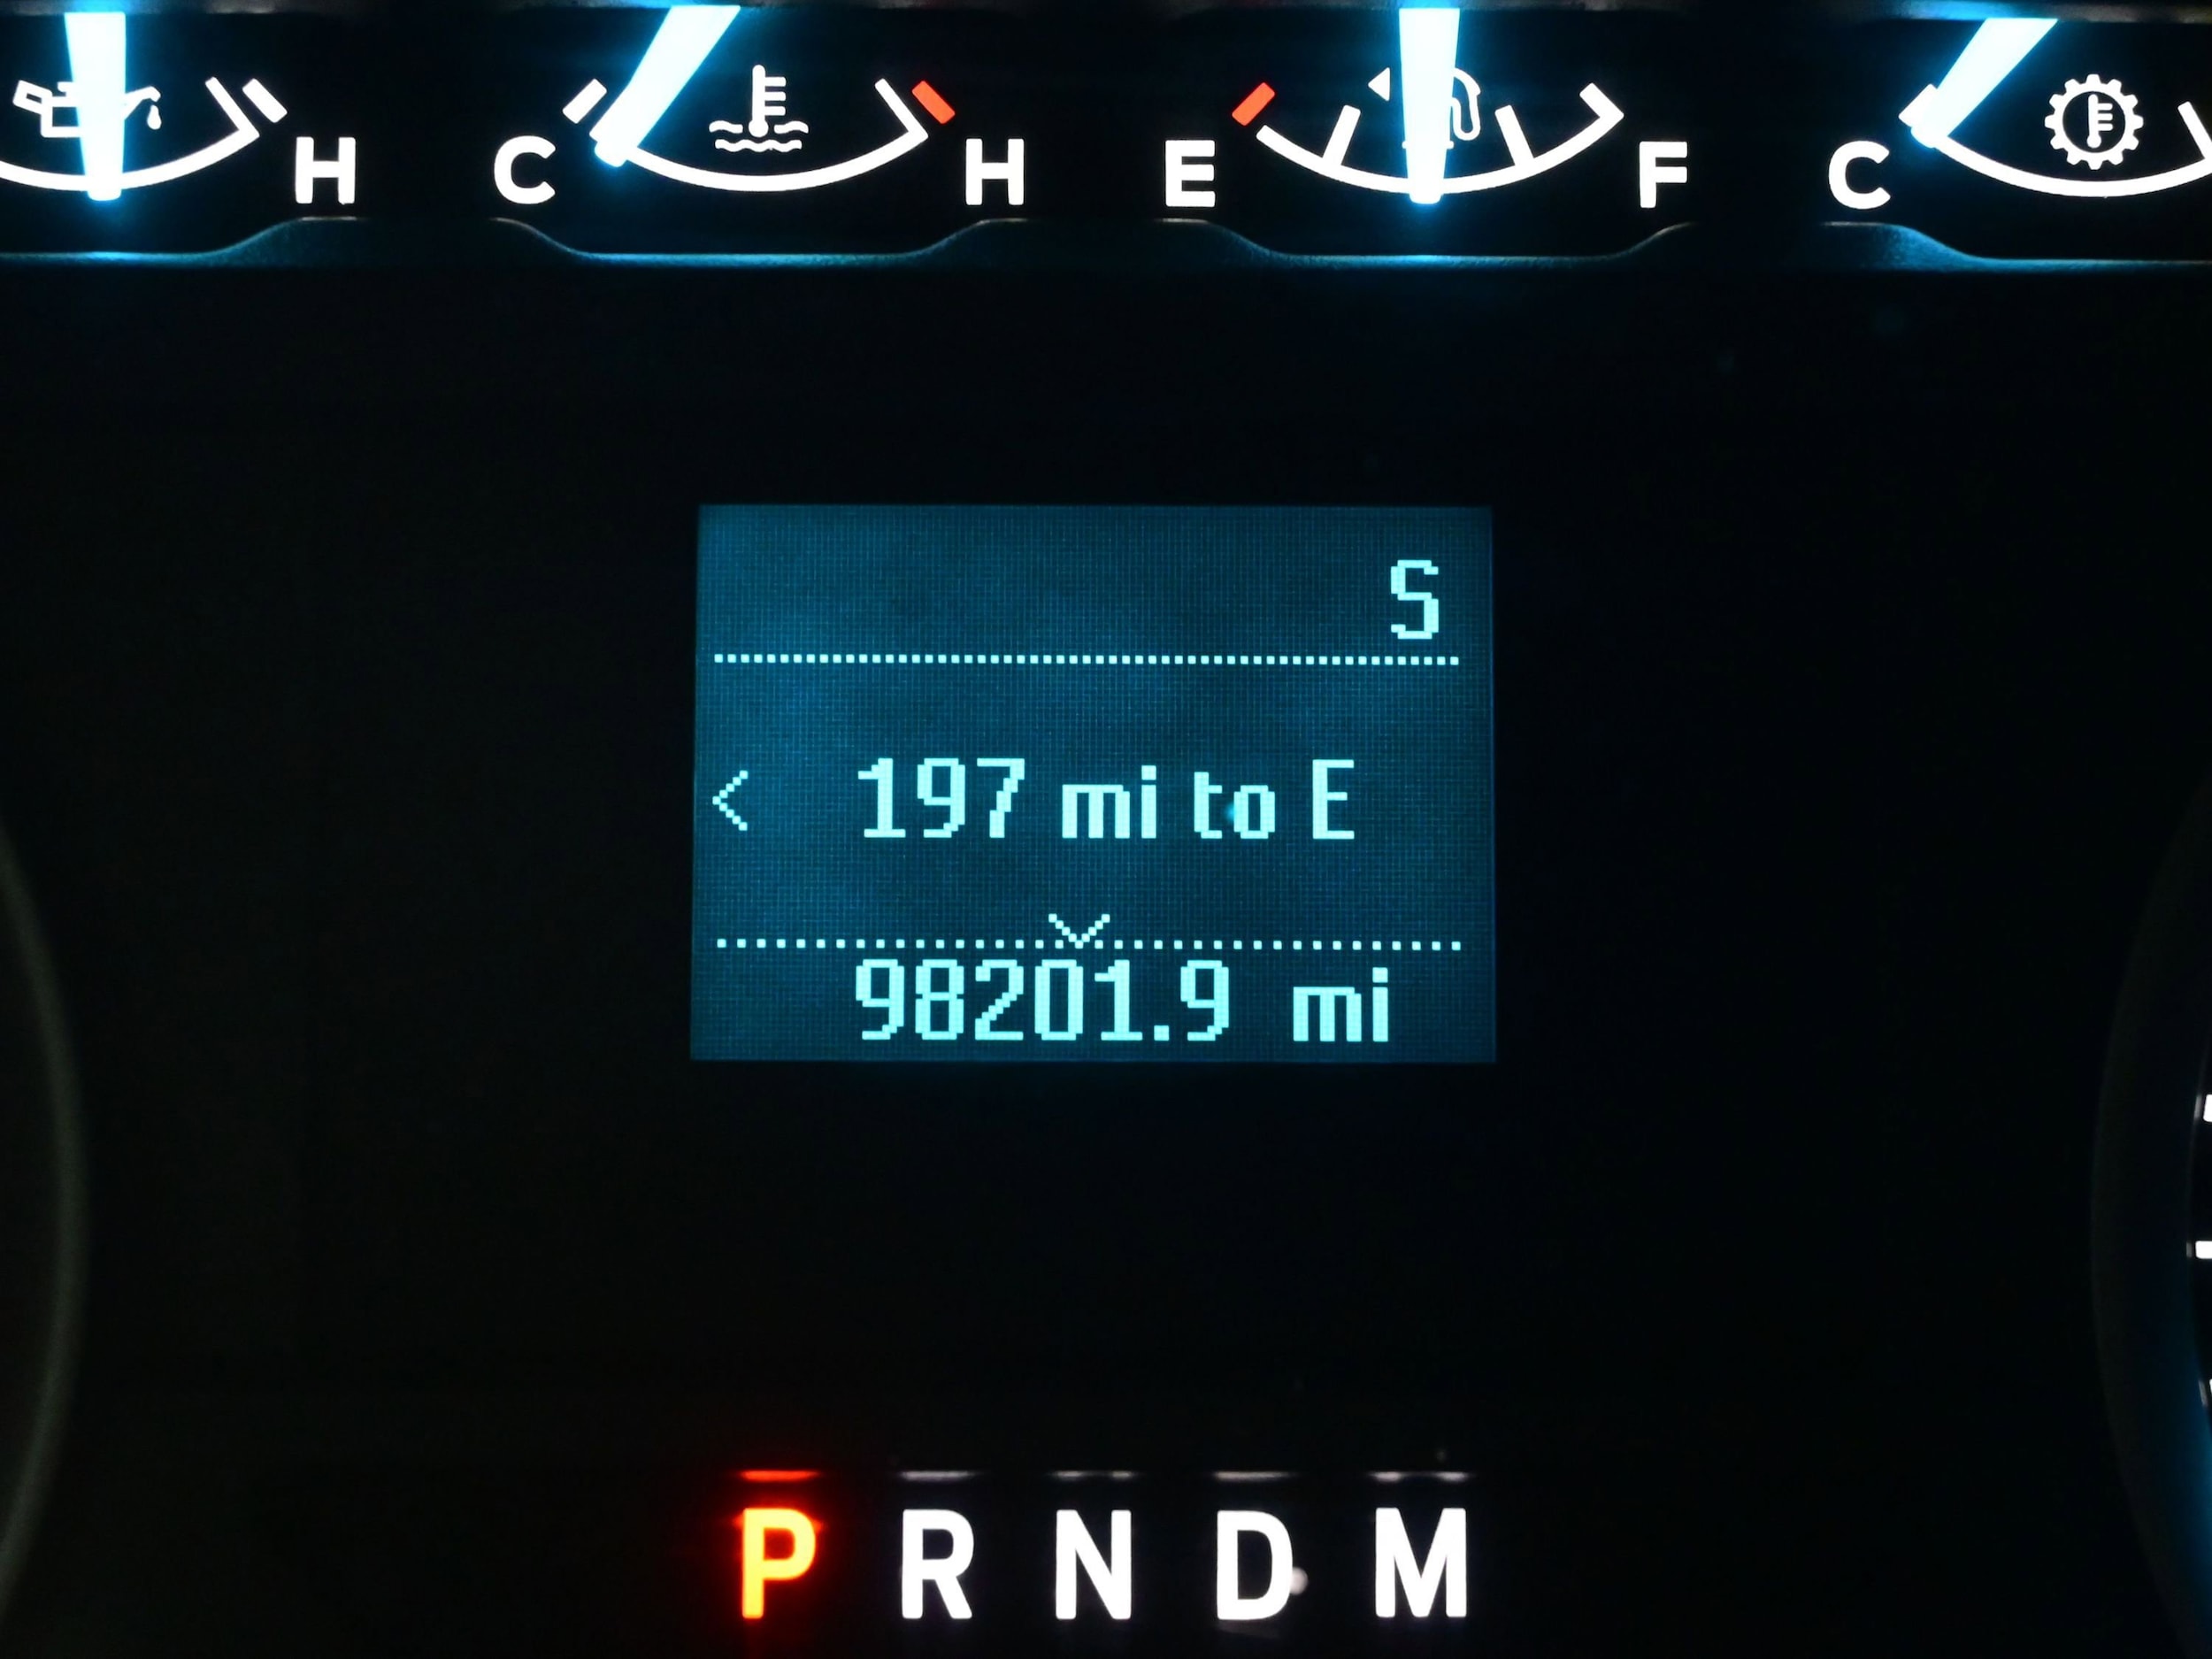 H C H E F C
S
< 197 mi to E
98201.9 mi
P R N D M